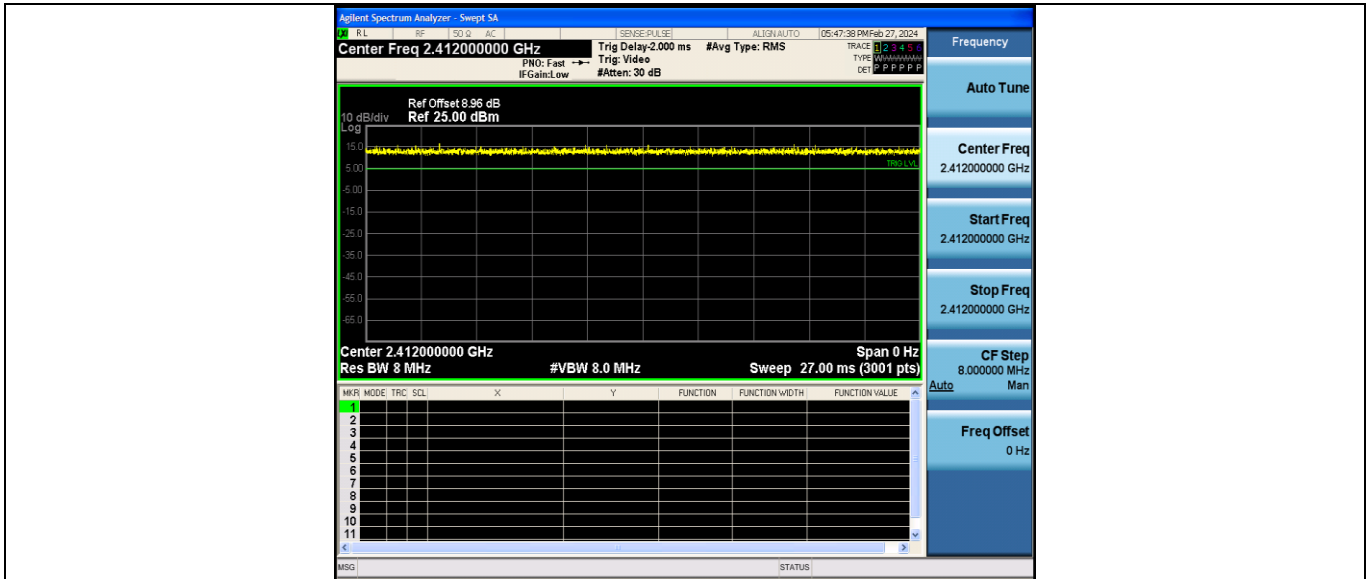 Agilent Spectrum Analyzer - Swept SA
LXI RL RF 50 Ω AC SENSE:PULSE ALIGN AUTO 05:47:38 PM Feb 27, 2024
Center Freq 2.412000000 GHz
PNO: Fast
IFGain:Low
Trig Delay-2.000 ms #Avg Type: RMS
Trig: Video
#Atten: 30 dB
TRACE 1 2 3 4 5 6
TYPE
DET P P P P P P
Ref Offset 8.96 dB
10 dB/div Ref 25.00 dBm
Log
15.0
5.00
TRIG LVL
-5.00
-15.0
-25.0
-35.0
-45.0
-55.0
-65.0
Center 2.412000000 GHz Span 0 Hz
Res BW 8 MHz #VBW 8.0 MHz Sweep 27.00 ms (3001 pts)
MKR MODE TRC SCL X Y FUNCTION FUNCTION WIDTH FUNCTION VALUE
1
2
3
4
5
6
7
8
9
10
11
MSG STATUS
Frequency
Auto Tune
Center Freq
2.412000000 GHz
Start Freq
2.412000000 GHz
Stop Freq
2.412000000 GHz
CF Step
8.000000 MHz
Auto Man
Freq Offset
0 Hz